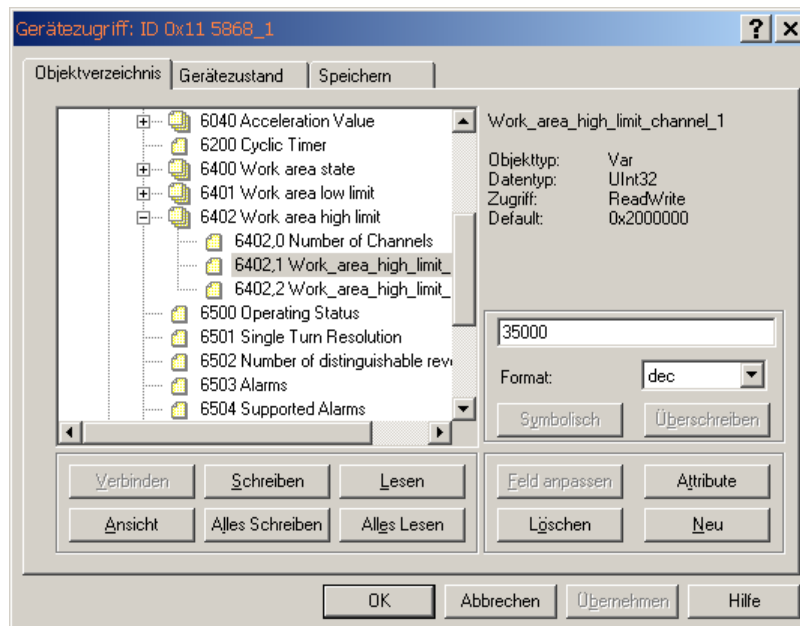 Gerätezugriff: ID 0x11 5868_1
Objektverzeichnis Gerätezustand Speichern
6040 Acceleration Value
6200 Cyclic Timer
6400 Work area state
6401 Work area low limit
6402 Work area high limit
6402,0 Number of Channels
6402,1 Work_area_high_limit_
6402,2 Work_area_high_limit_
6500 Operating Status
6501 Single Turn Resolution
6502 Number of distinguishable rev
6503 Alarms
6504 Supported Alarms
Work_area_high_limit_channel_1
Objekttyp: Var
Datentyp: UInt32
Zugriff: ReadWrite
Default: 0x2000000
35000
Format: dec
Symbolisch Überschreiben
Verbinden Schreiben Lesen
Ansicht Alles Schreiben Alles Lesen
Feld anpassen Attribute
Löschen Neu
OK Abbrechen Übernehmen Hilfe